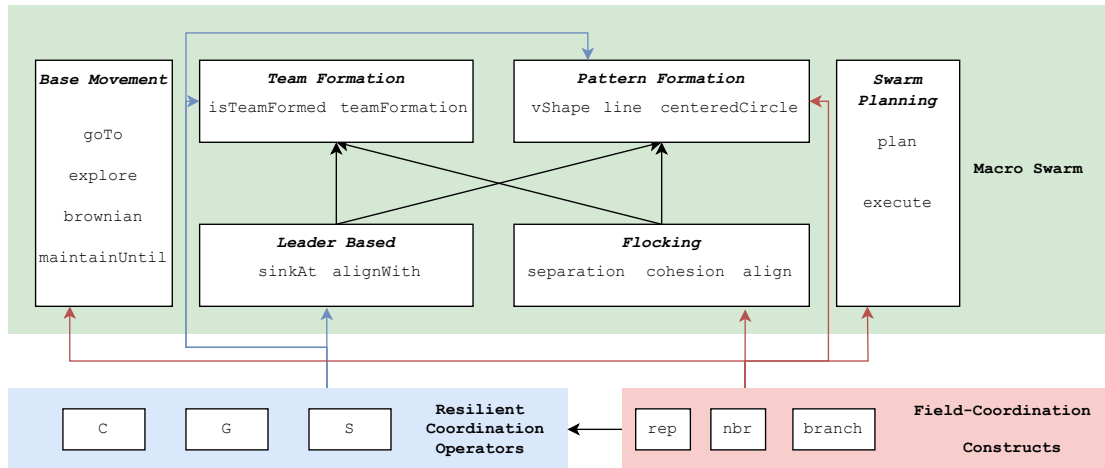 Base Movement
goTo
explore
brownian
maintainUntil
Team Formation
isTeamFormed teamFormation
Pattern Formation
vShape line centeredCircle
Swarm
Planning
plan
execute
Macro Swarm
Leader Based
sinkAt alignWith
Flocking
separation cohesion align
C
G
S
Resilient
Coordination
Operators
rep
nbr
branch
Field-Coordination
Constructs